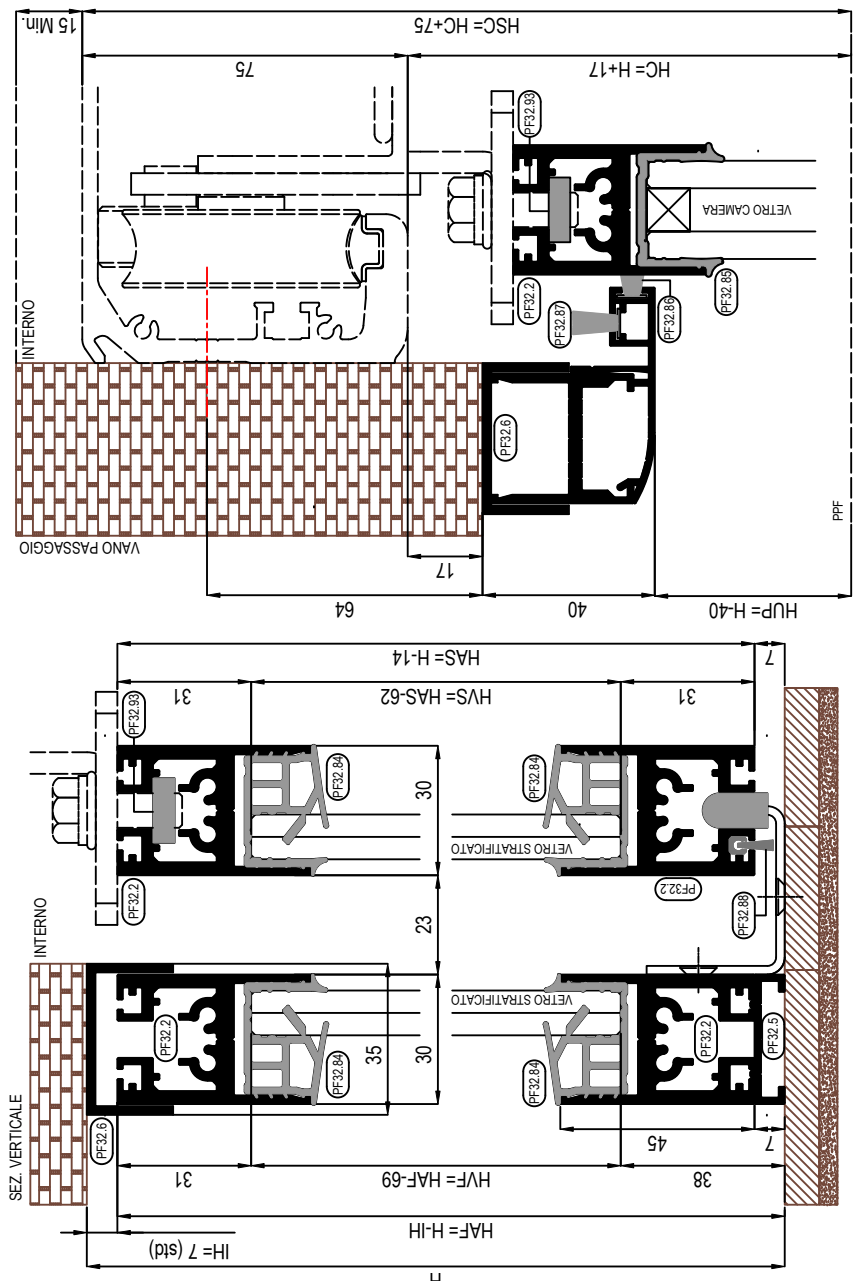 15 Min.
HSC= HC+75
75
HC= H+17
INTERNO
PF32.93
VETRO CAMERA
PF32.2
PF32.87
PF32.86
PF32.85
PF32.6
VANO PASSAGGIO
PPF
17
64
40
HUP= H-40
HAS= H-14
7
31
HVS= HAS-62
31
PF32.93
PF32.84
PF32.84
30
VETRO STRATIFICATO
PF32.2
PF32.2
PF32.88
23
INTERNO
SEZ. VERTICALE
PF32.2
VETRO STRATIFICATO
PF32.2
PF32.5
35
30
PF32.84
PF32.84
PF32.6
45
7
31
HVF= HAF-69
38
HAF= H-IH
IH= 7 (std)
H